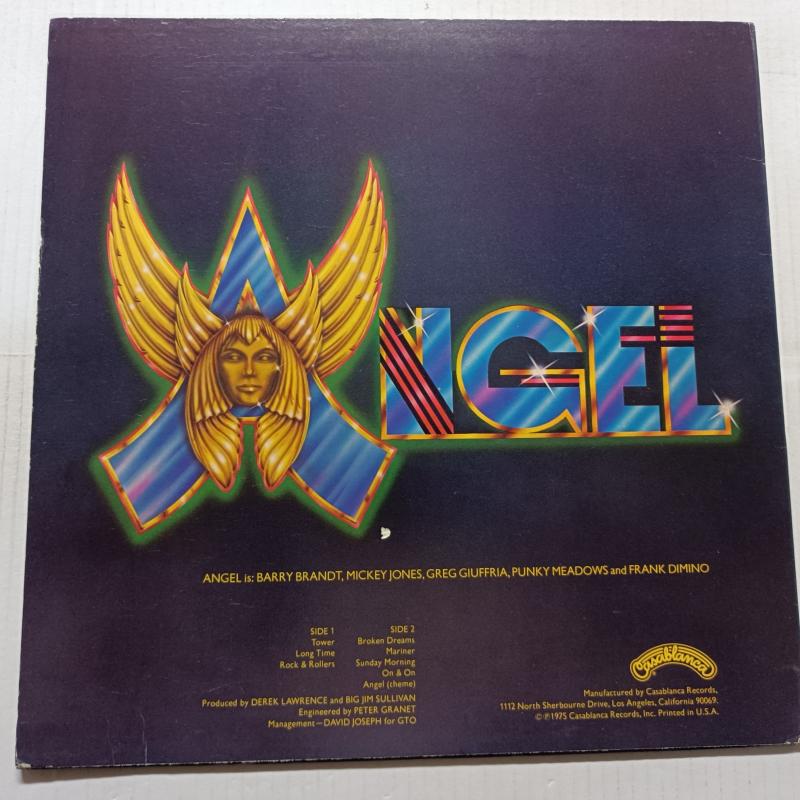 ANGEL
ANGEL is: BARRY BRANDT, MICKEY JONES, GREG GIUFFRIA, PUNKY MEADOWS and FRANK DIMINO
SIDE 1
Tower
Long Time
Rock & Rollers
SIDE 2
Broken Dreams
Mariner
Sunday Morning
On & On
Angel (theme)
Produced by DEREK LAWRENCE and BIG JIM SULLIVAN
Engineered by PETER GRANET
Management—DAVID JOSEPH for GTO
Casablanca
Manufactured by Casablanca Records,
1112 North Sherbourne Drive, Los Angeles, California 90069.
©℗1975 Casablanca Records, Inc. Printed in U.S.A.